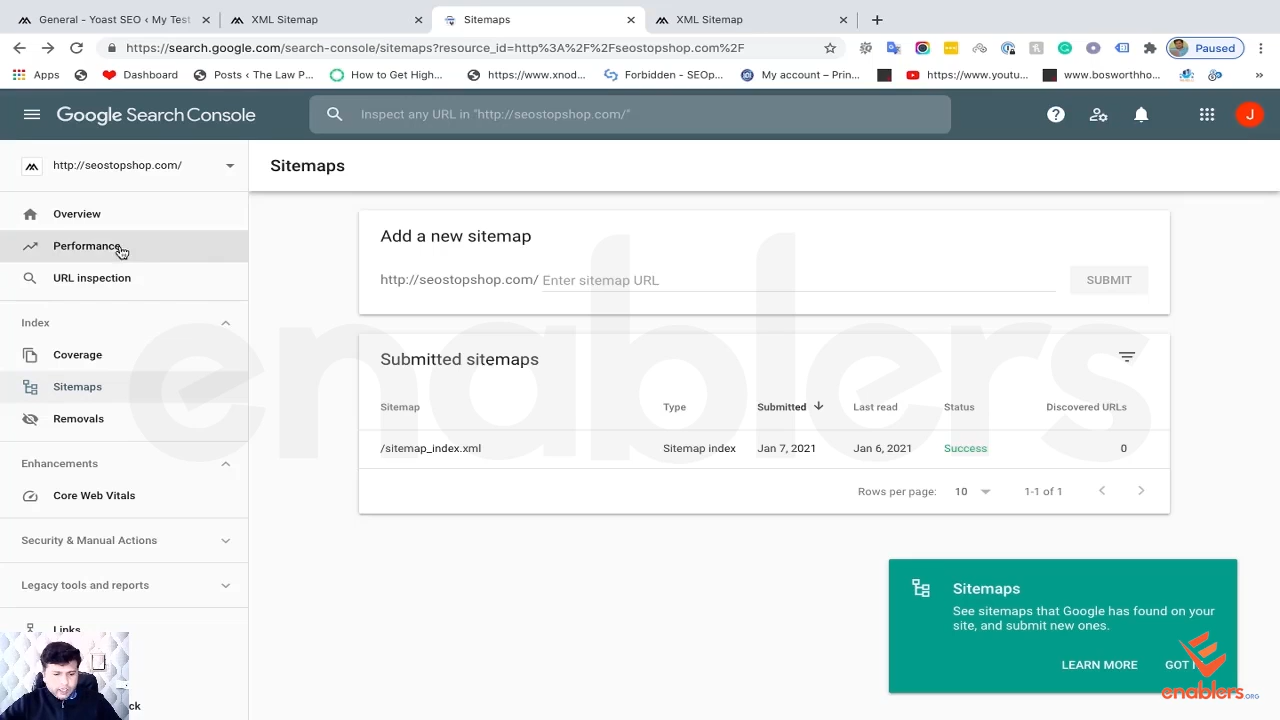 General - Yoast SEO ‹ My Test
XML Sitemap
Sitemaps
XML Sitemap
https://search.google.com/search-console/sitemaps?resource_id=http%3A%2F%2Fseostopshop.com%2F
Paused
Apps
Dashboard
Posts ‹ The Law P...
How to Get High...
https://www.xnod...
Forbidden - SEOp...
My account – Prin...
https://www.youtu...
www.bosworthho...
»
Google Search Console
Inspect any URL in "http://seostopshop.com/"
J
http://seostopshop.com/
Sitemaps
Overview
Performance
URL inspection
Index
Coverage
Sitemaps
Removals
Enhancements
Core Web Vitals
Security & Manual Actions
Legacy tools and reports
Links
Add a new sitemap
http://seostopshop.com/ Enter sitemap URL
SUBMIT
Submitted sitemaps
Sitemap Type Submitted Last read Status Discovered URLs
/sitemap_index.xml Sitemap index Jan 7, 2021 Jan 6, 2021 Success 0
Rows per page: 10 1-1 of 1
enablers
Sitemaps
See sitemaps that Google has found on your
site, and submit new ones.
LEARN MORE
enablers.ORG